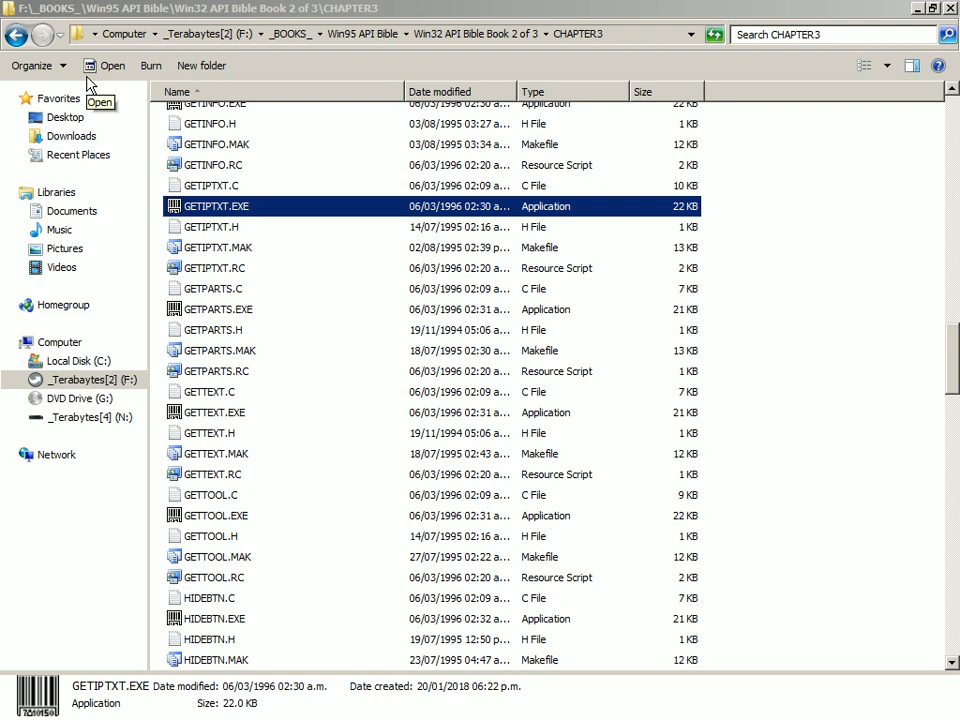 F:\_BOOKS_\Win95 API Bible\Win32 API Bible Book 2 of 3\CHAPTER3
Computer _Terabaytes[2] (F:) _BOOKS_ Win95 API Bible Win32 API Bible Book 2 of 3 CHAPTER3 Search CHAPTER3
Organize Open Burn New folder
Open
Favorites
Desktop
Downloads
Recent Places
Libraries
Documents
Music
Pictures
Videos
Homegroup
Computer
Local Disk (C:)
_Terabaytes[2] (F:)
DVD Drive (G:)
_Terabytes[4] (N:)
Network
Name Date modified Type Size
GETINFO.EXE 06/03/1996 02:30 a... Application 22 KB
GETINFO.H 03/08/1995 03:27 a... H File 1 KB
GETINFO.MAK 03/08/1995 03:34 a... Makefile 12 KB
GETINFO.RC 06/03/1996 02:20 a... Resource Script 2 KB
GETIPTXT.C 06/03/1996 02:09 a... C File 10 KB
GETIPTXT.EXE 06/03/1996 02:30 a... Application 22 KB
GETIPTXT.H 14/07/1995 02:16 a... H File 1 KB
GETIPTXT.MAK 02/08/1995 02:39 p... Makefile 13 KB
GETIPTXT.RC 06/03/1996 02:20 a... Resource Script 2 KB
GETPARTS.C 06/03/1996 02:09 a... C File 7 KB
GETPARTS.EXE 06/03/1996 02:31 a... Application 21 KB
GETPARTS.H 19/11/1994 05:06 a... H File 1 KB
GETPARTS.MAK 18/07/1995 02:30 a... Makefile 13 KB
GETPARTS.RC 06/03/1996 02:20 a... Resource Script 1 KB
GETTEXT.C 06/03/1996 02:09 a... C File 7 KB
GETTEXT.EXE 06/03/1996 02:31 a... Application 21 KB
GETTEXT.H 19/11/1994 05:06 a... H File 1 KB
GETTEXT.MAK 18/07/1995 02:43 a... Makefile 12 KB
GETTEXT.RC 06/03/1996 02:20 a... Resource Script 1 KB
GETTOOL.C 06/03/1996 02:09 a... C File 9 KB
GETTOOL.EXE 06/03/1996 02:31 a... Application 22 KB
GETTOOL.H 14/07/1995 02:16 a... H File 1 KB
GETTOOL.MAK 27/07/1995 02:22 a... Makefile 12 KB
GETTOOL.RC 06/03/1996 02:20 a... Resource Script 2 KB
HIDEBTN.C 06/03/1996 02:09 a... C File 7 KB
HIDEBTN.EXE 06/03/1996 02:32 a... Application 21 KB
HIDEBTN.H 19/07/1995 12:50 p... H File 1 KB
HIDEBTN.MAK 23/07/1995 04:47 a... Makefile 12 KB
GETIPTXT.EXE Date modified: 06/03/1996 02:30 a.m. Date created: 20/01/2018 06:22 p.m.
Application Size: 22.0 KB